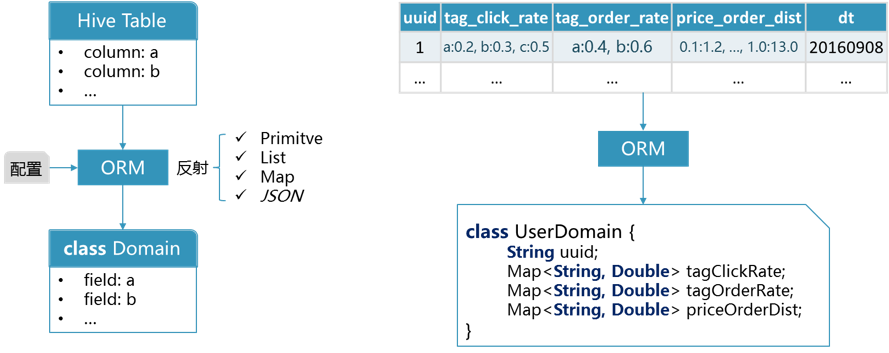 Hive Table
• column: a
• column: b
• ...
配置
ORM
反射
✓ Primitve
✓ List
✓ Map
✓ JSON
class Domain
• field: a
• field: b
• ...
uuid tag_click_rate tag_order_rate price_order_dist dt
1 a:0.2, b:0.3, c:0.5 a:0.4, b:0.6 0.1:1.2, ..., 1.0:13.0 20160908
... ... ... ... ...
ORM
class UserDomain {
String uuid;
Map<String, Double> tagClickRate;
Map<String, Double> tagOrderRate;
Map<String, Double> priceOrderDist;
}